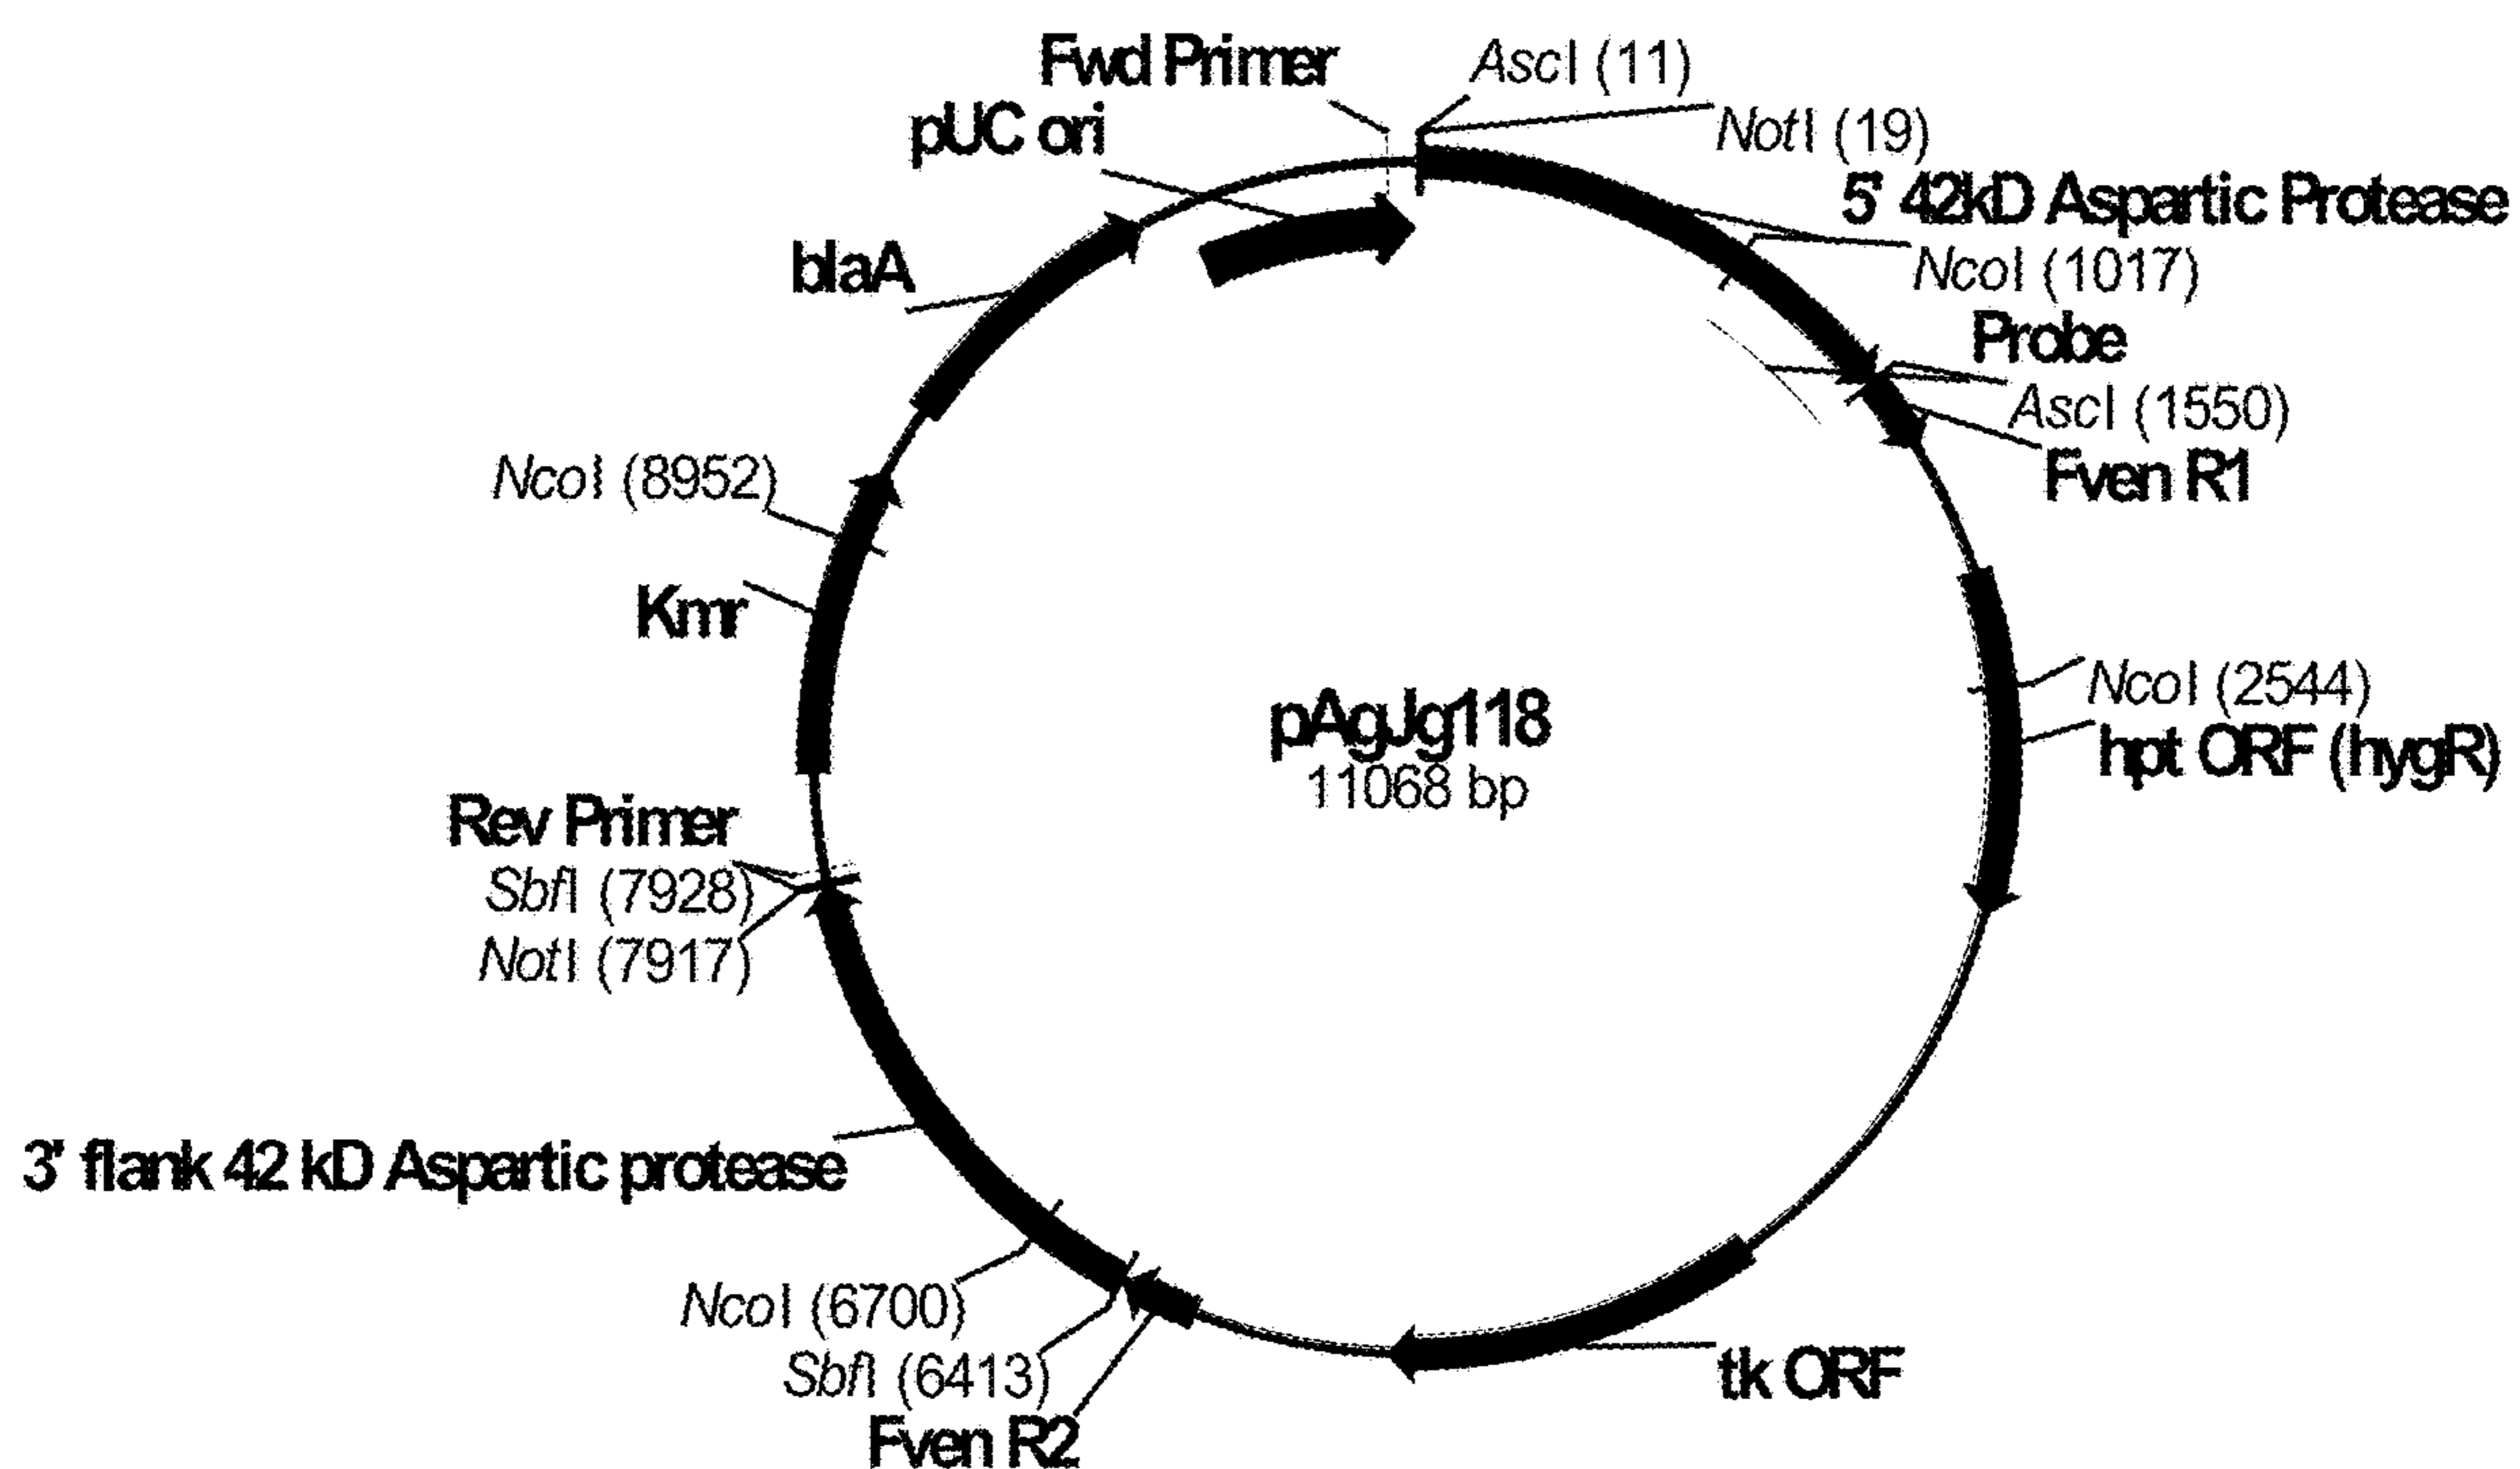 Fwd Primer
AscI (11)
pUC ori
NotI (19)
5' 42kD Aspartic Protease
blaA
NcoI (1017)
Probe
AscI (1550)
Fven R1
NcoI (8952)
Kmr
NcoI (2544)
hpt ORF (hygR)
pAgJg118
11068 bp
Rev Primer
SbfI (7928)
NotI (7917)
3' flank 42 kD Aspartic protease
NcoI (6700)
SbfI (6413)
tk ORF
Fven R2